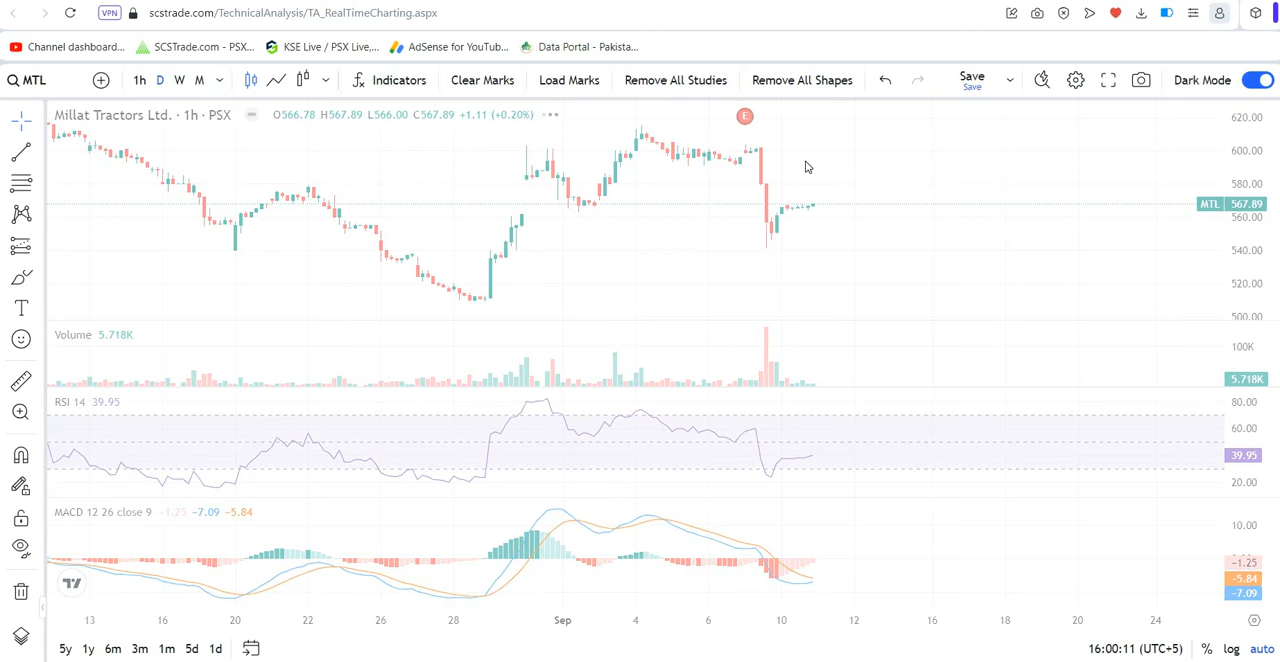 VPN scstrade.com/TechnicalAnalysis/TA_RealTimeCharting.aspx
Channel dashboard... SCSTrade.com - PSX... KSE Live / PSX Live,... AdSense for YouTub... Data Portal - Pakista...
MTL 1h D W M Indicators Clear Marks Load Marks Remove All Studies Remove All Shapes Save Dark Mode
Save
Millat Tractors Ltd. · 1h · PSX O566.78 H567.89 L566.00 C567.89 +1.11 (+0.20%)
E
620.00
600.00
580.00
MTL 567.89
560.00
540.00
520.00
500.00
Volume 5.718K
100K
5.718K
RSI 14 39.95
80.00
60.00
39.95
20.00
MACD 12 26 close 9 −1.25 −7.09 −5.84
10.00
−1.25
−5.84
−7.09
13 20 22 26 28 Sep 4 6 10 12 16 18 20 24
5y 1y 6m 3m 1m 5d 1d 16:00:11 (UTC+5) % log auto